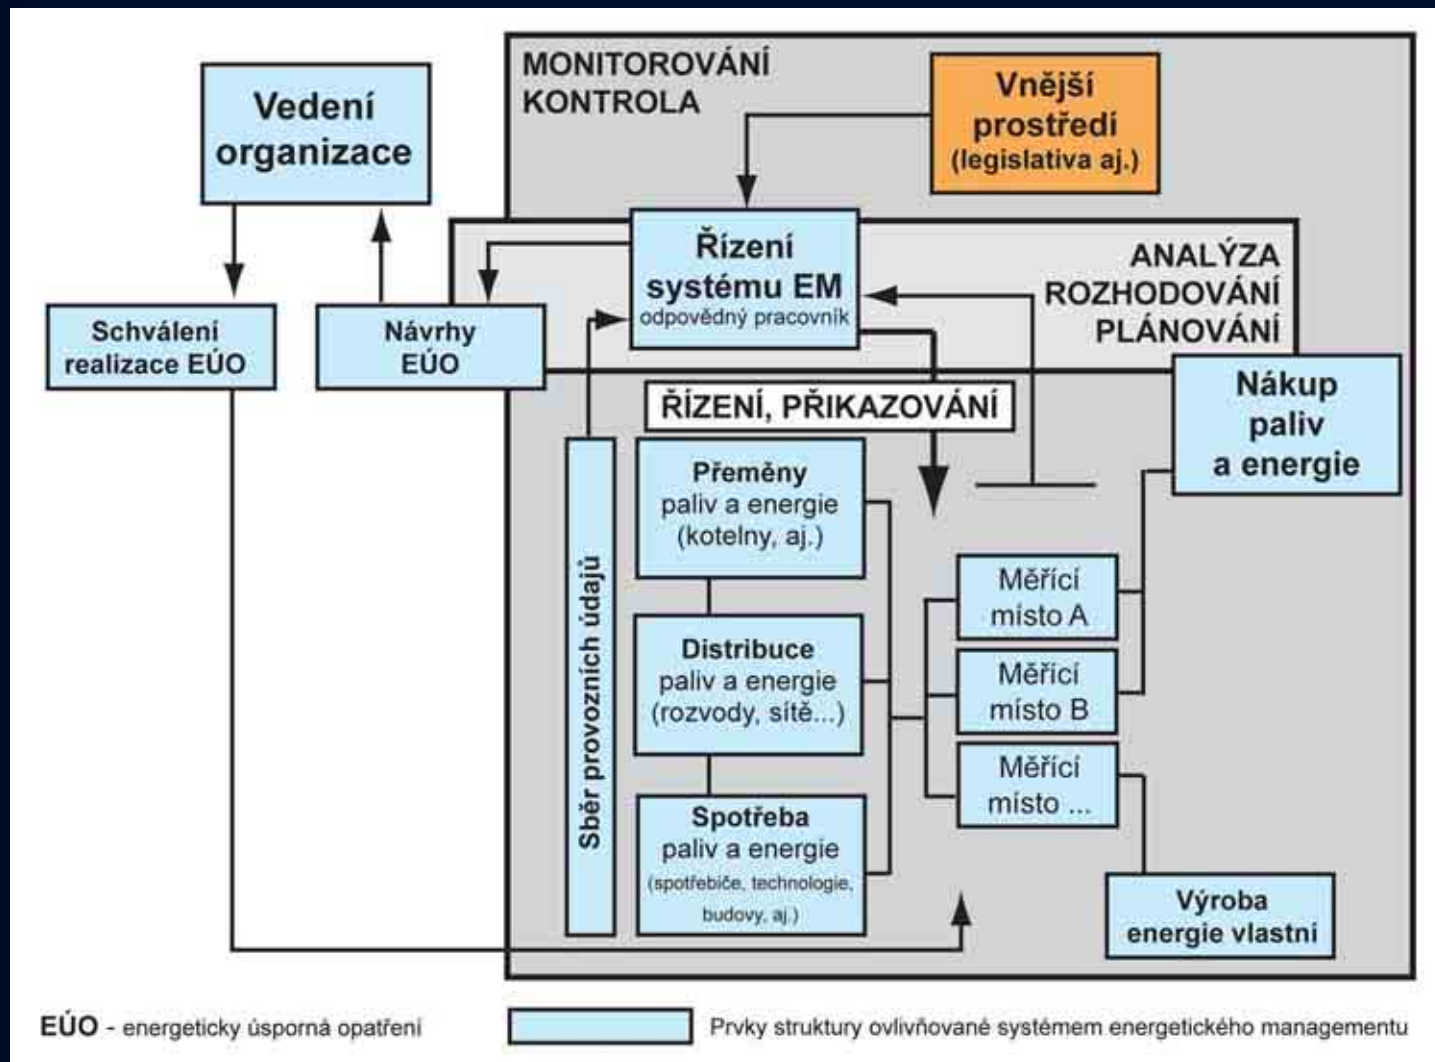 MONITOROVÁNÍ
KONTROLA
Vnější
prostředí
(legislativa aj.)
Vedení
organizace
Řízení
systému EM
odpovědný pracovník
ANALÝZA
ROZHODOVÁNÍ
PLÁNOVÁNÍ
Schválení
realizace EÚO
Návrhy
EÚO
Nákup
paliv
a energie
ŘÍZENÍ, PŘIKAZOVÁNÍ
Sběr provozních údajů
Přeměny
paliv a energie
(kotelny, aj.)
Distribuce
paliv a energie
(rozvody, sítě...)
Spotřeba
paliv a energie
(spotřebiče, technologie,
budovy, aj.)
Měřící
místo A
Měřící
místo B
Měřící
místo ...
Výroba
energie vlastní
EÚO - energeticky úsporná opatření
Prvky struktury ovlivňované systémem energetického managementu